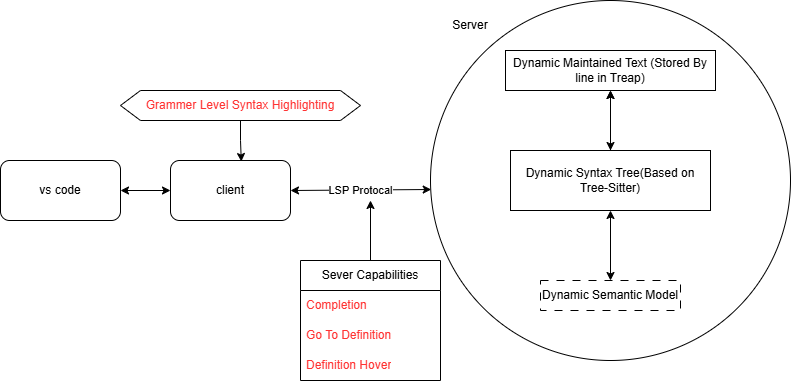 Server
Dynamic Maintained Text (Stored By
line in Treap)
Grammer Level Syntax Highlighting
Dynamic Syntax Tree(Based on
Tree-Sitter)
vs code
client
LSP Protocal
Sever Capabilities
Completion
Go To Definition
Definition Hover
Dynamic Semantic Model